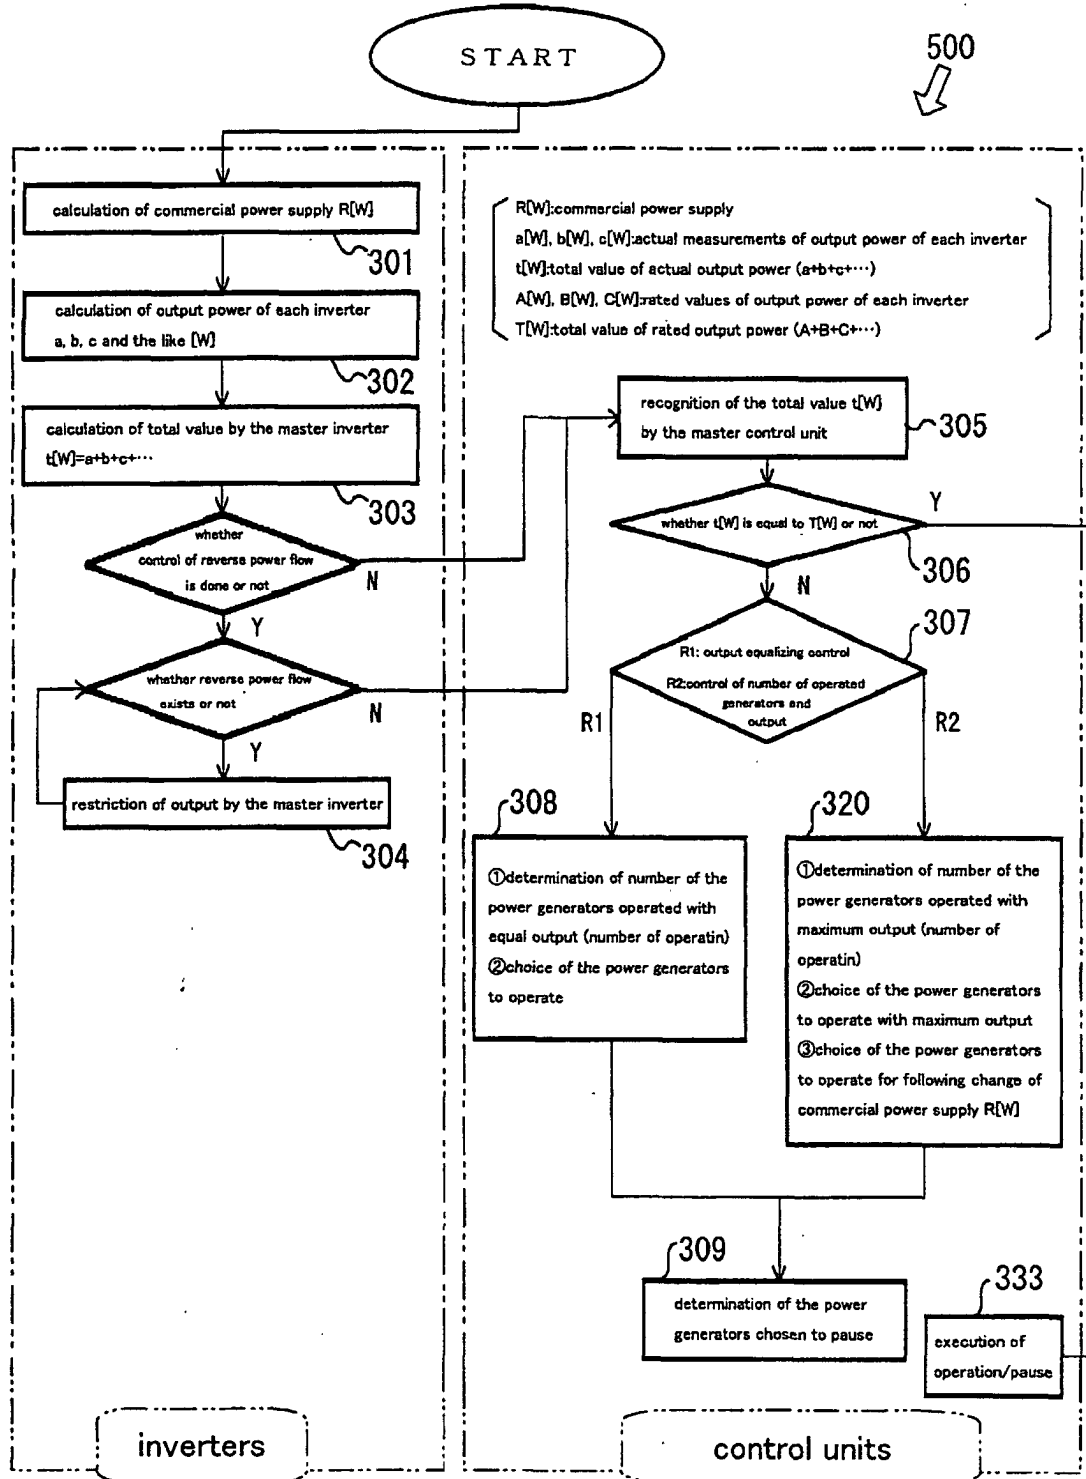 START
500
calculation of commercial power supply R[W]
301
calculation of output power of each inverter
a, b, c and the like [W]
302
calculation of total value by the master inverter
t[W]=a+b+c+…
303
whether
control of reverse power flow
is done or not
N
Y
whether reverse power flow
exists or not
N
Y
restriction of output by the master inverter
304
inverters
R[W]:commercial power supply
a[W], b[W], c[W]:actual measurements of output power of each inverter
t[W]:total value of actual output power (a+b+c+…)
A[W], B[W], C[W]:rated values of output power of each inverter
T[W]:total value of rated output power (A+B+C+…)
recognition of the total value t[W]
by the master control unit
305
whether t[W] is equal to T[W] or not
Y
306
N
R1: output equalizing control
R2:control of number of operated
generators and
output
307
R1
R2
308
①determination of number of the
power generators operated with
equal output (number of operatin)
②choice of the power generators
to operate
320
①determination of number of the
power generators operated with
maximum output (number of
operatin)
②choice of the power generators
to operate with maximum output
③choice of the power generators
to operate for following change of
commercial power supply R[W]
309
determination of the power
generators chosen to pause
333
execution of
operation/pause
control units